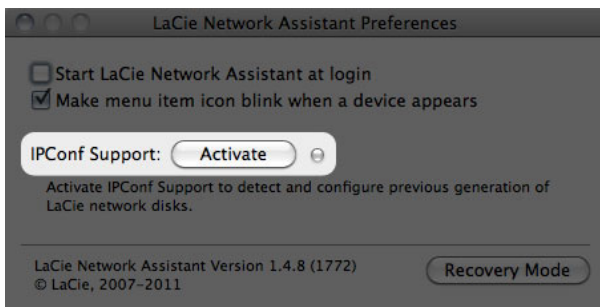 LaCie Network Assistant Preferences
Start LaCie Network Assistant at login
Make menu item icon blink when a device appears
IPConf Support: Activate
Activate IPConf Support to detect and configure previous generation of
LaCie network disks.
LaCie Network Assistant Version 1.4.8 (1772)
© LaCie, 2007–2011
Recovery Mode